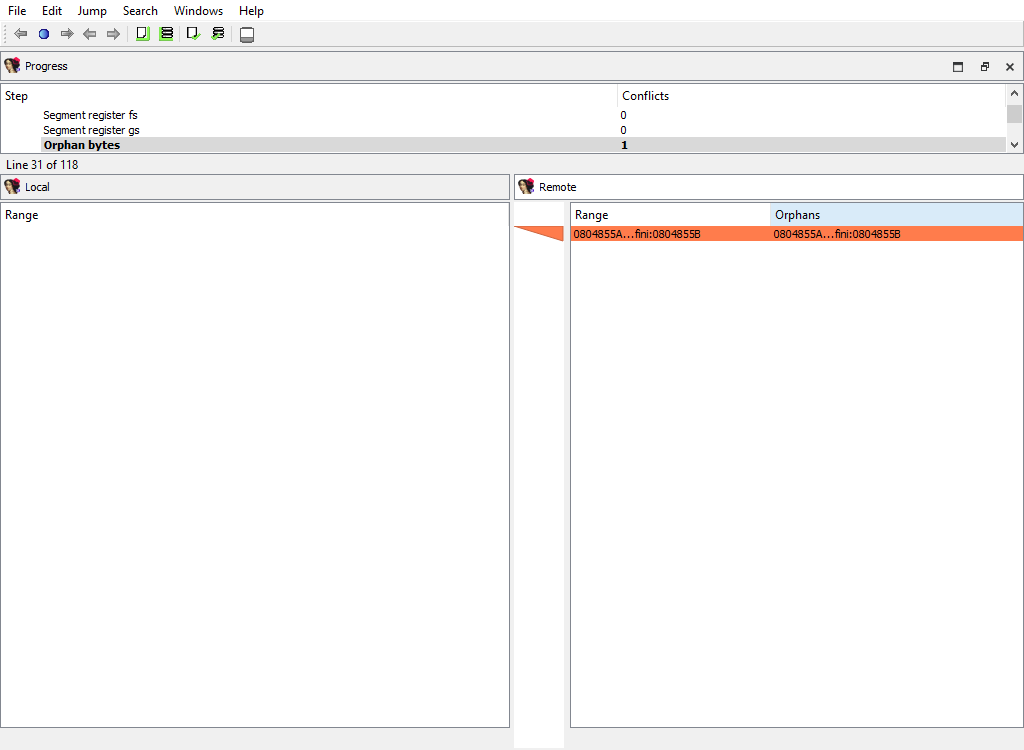 File Edit Jump Search Windows Help
Progress
Step Conflicts
Segment register fs 0
Segment register gs 0
Orphan bytes 1
Line 31 of 118
Local Remote
Range Range Orphans
0804855A...fini:0804855B 0804855A...fini:0804855B